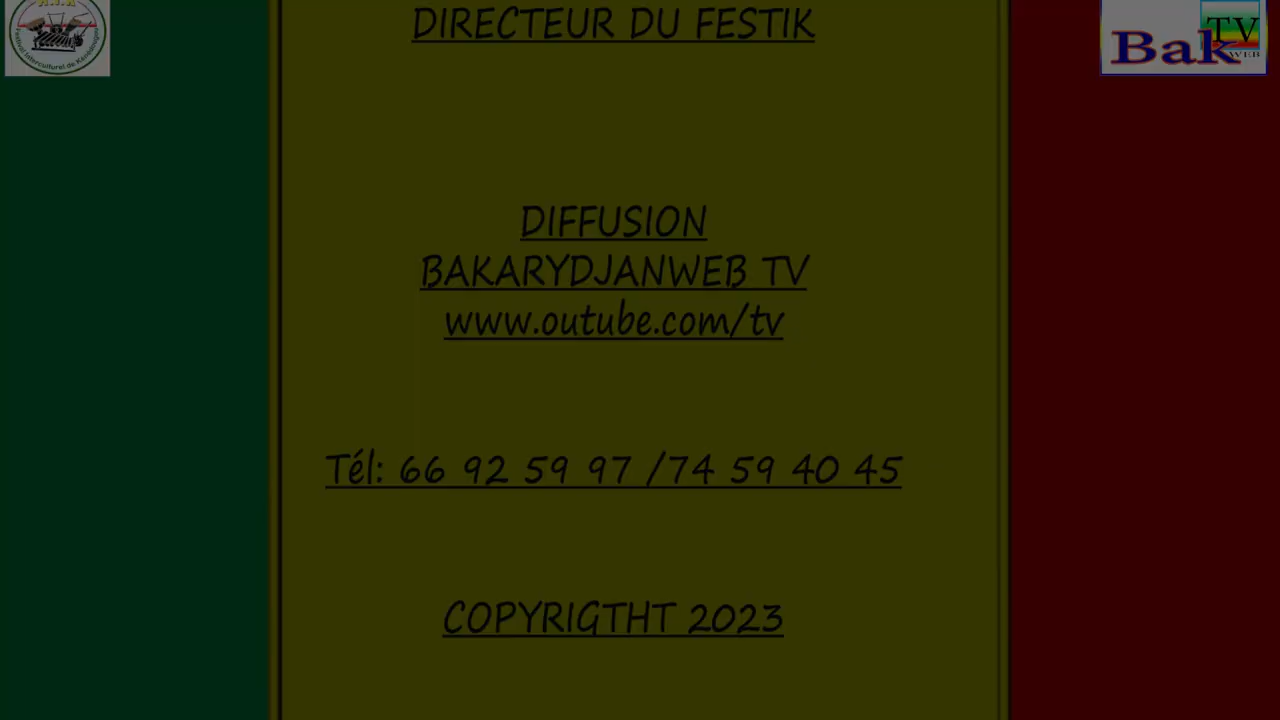 DIRECTEUR DU FESTIK
Bak TV
WEB
DIFFUSION
BAKARYDJANWEB TV
www.outube.com/tv
Tél: 66 92 59 97 /74 59 40 45
COPYRIGTHT 2023